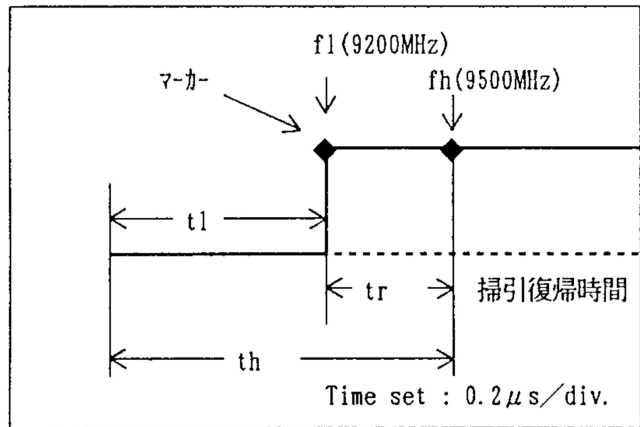 fl(9200MHz)
マーカー
fh(9500MHz)
tl
tr
掃引復帰時間
th
Time set : 0.2μs/div.